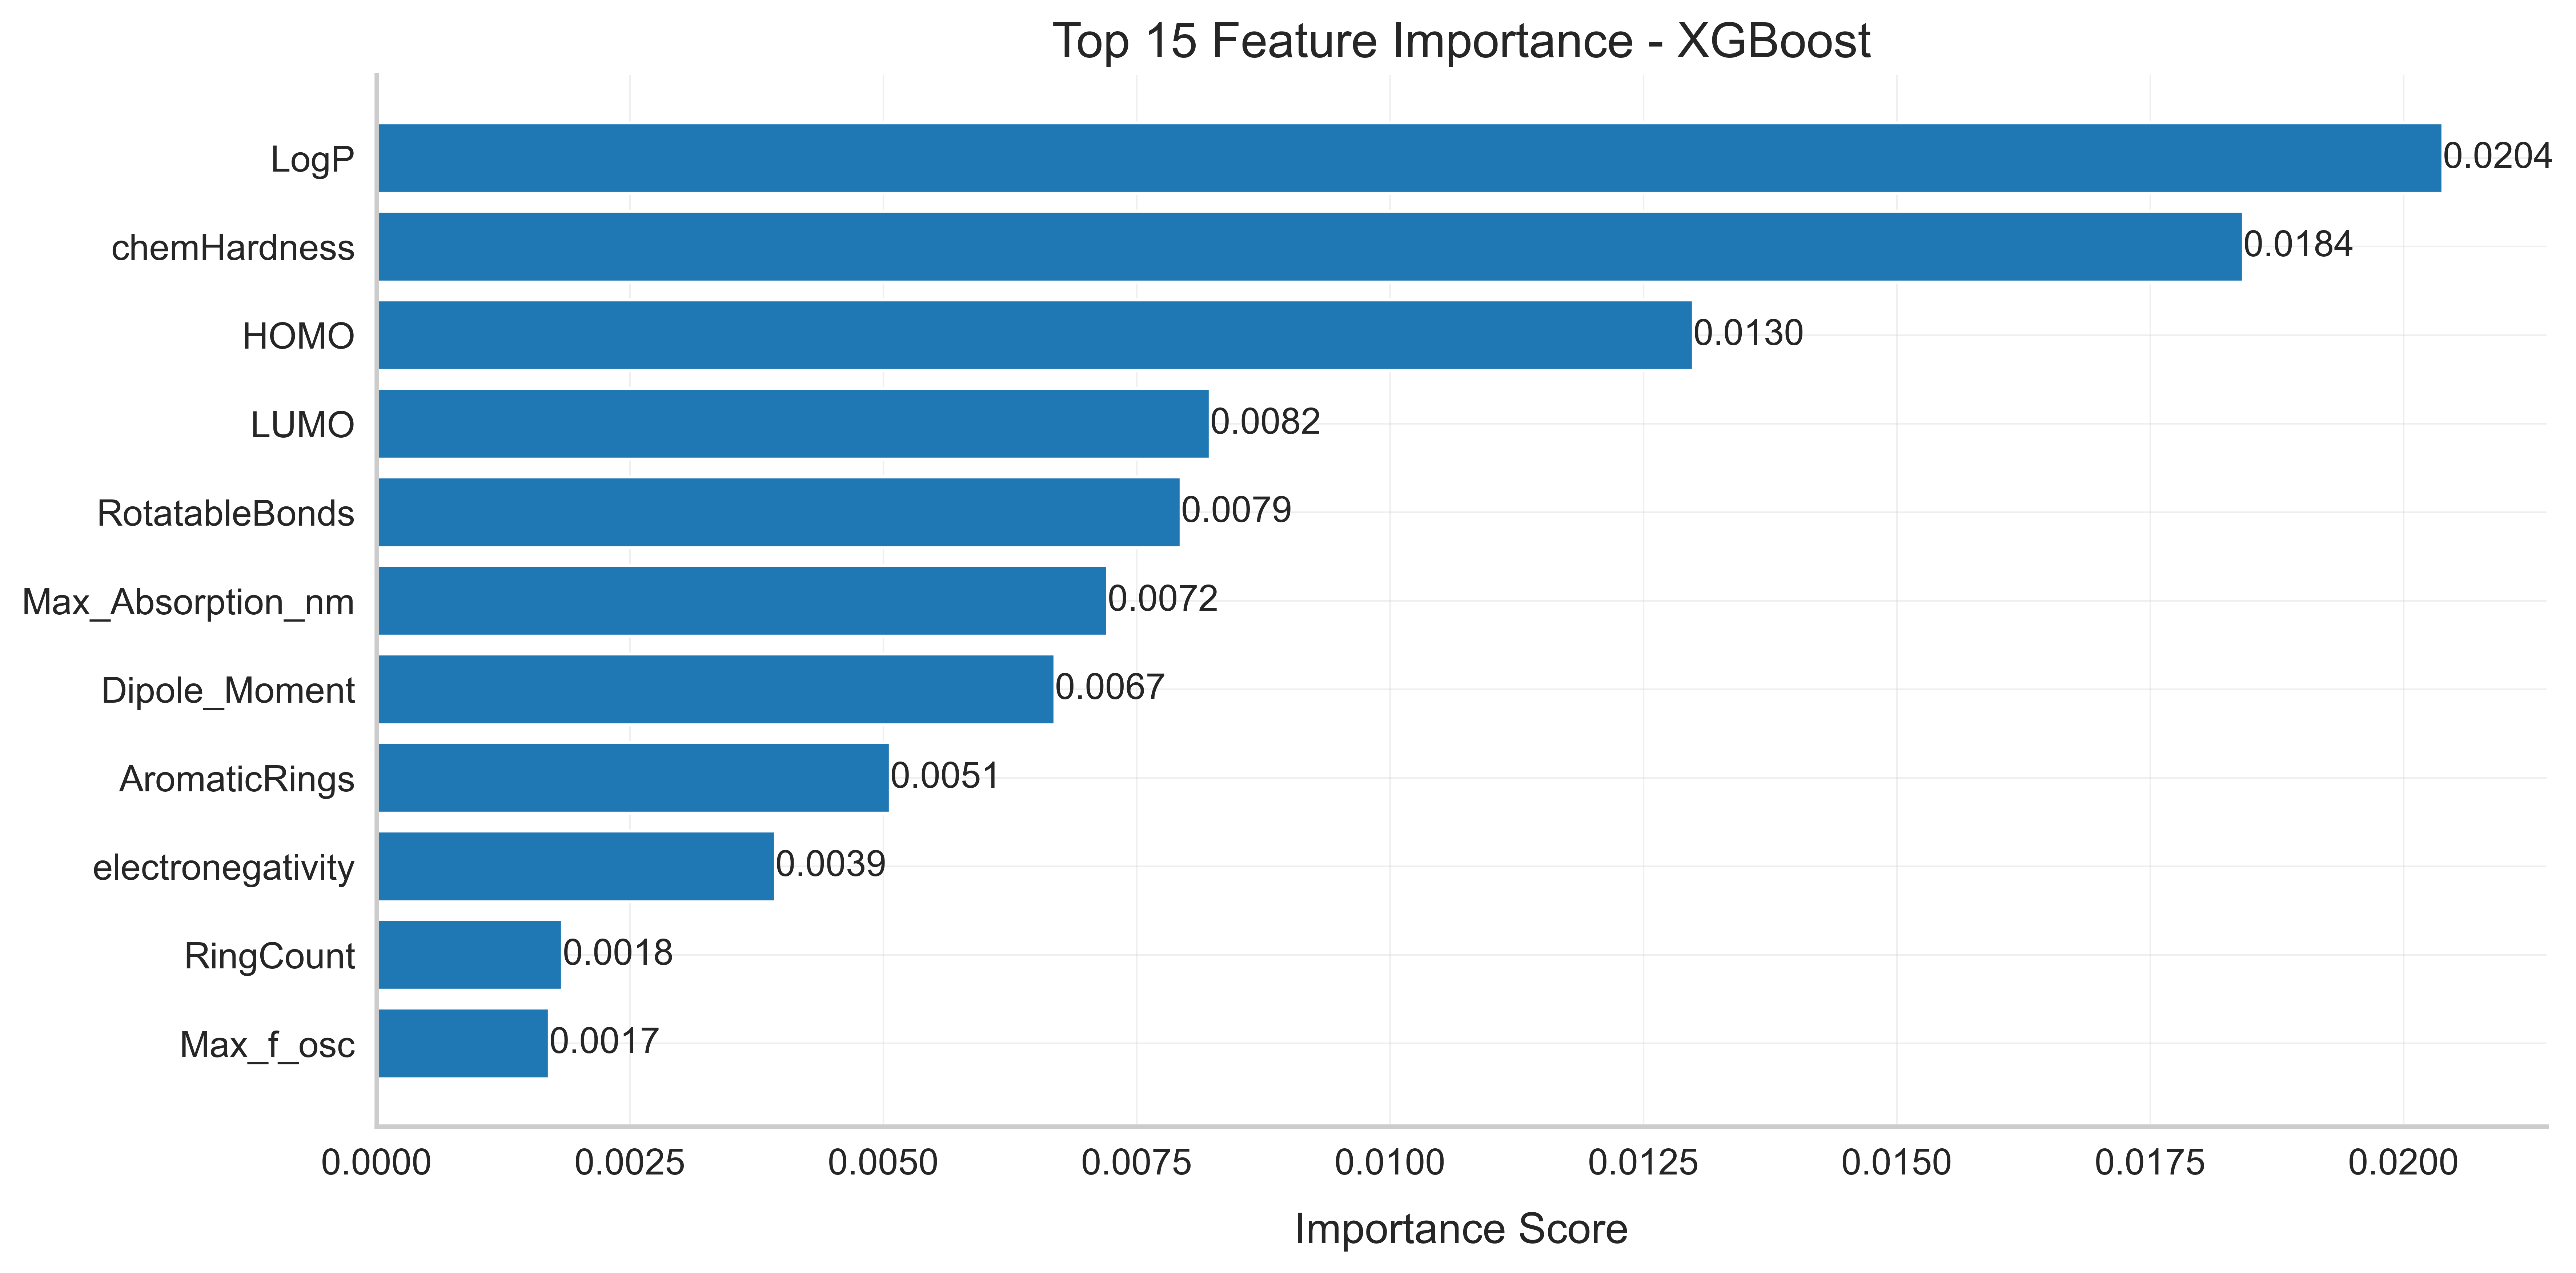 Top 15 Feature Importance - XGBoost
LogP
0.0204
chemHardness
0.0184
HOMO
0.0130
LUMO
0.0082
RotatableBonds
0.0079
Max_Absorption_nm
0.0072
Dipole_Moment
0.0067
AromaticRings
0.0051
electronegativity
0.0039
RingCount
0.0018
Max_f_osc
0.0017
0.0000 0.0025 0.0050 0.0075 0.0100 0.0125 0.0150 0.0175 0.0200
Importance Score